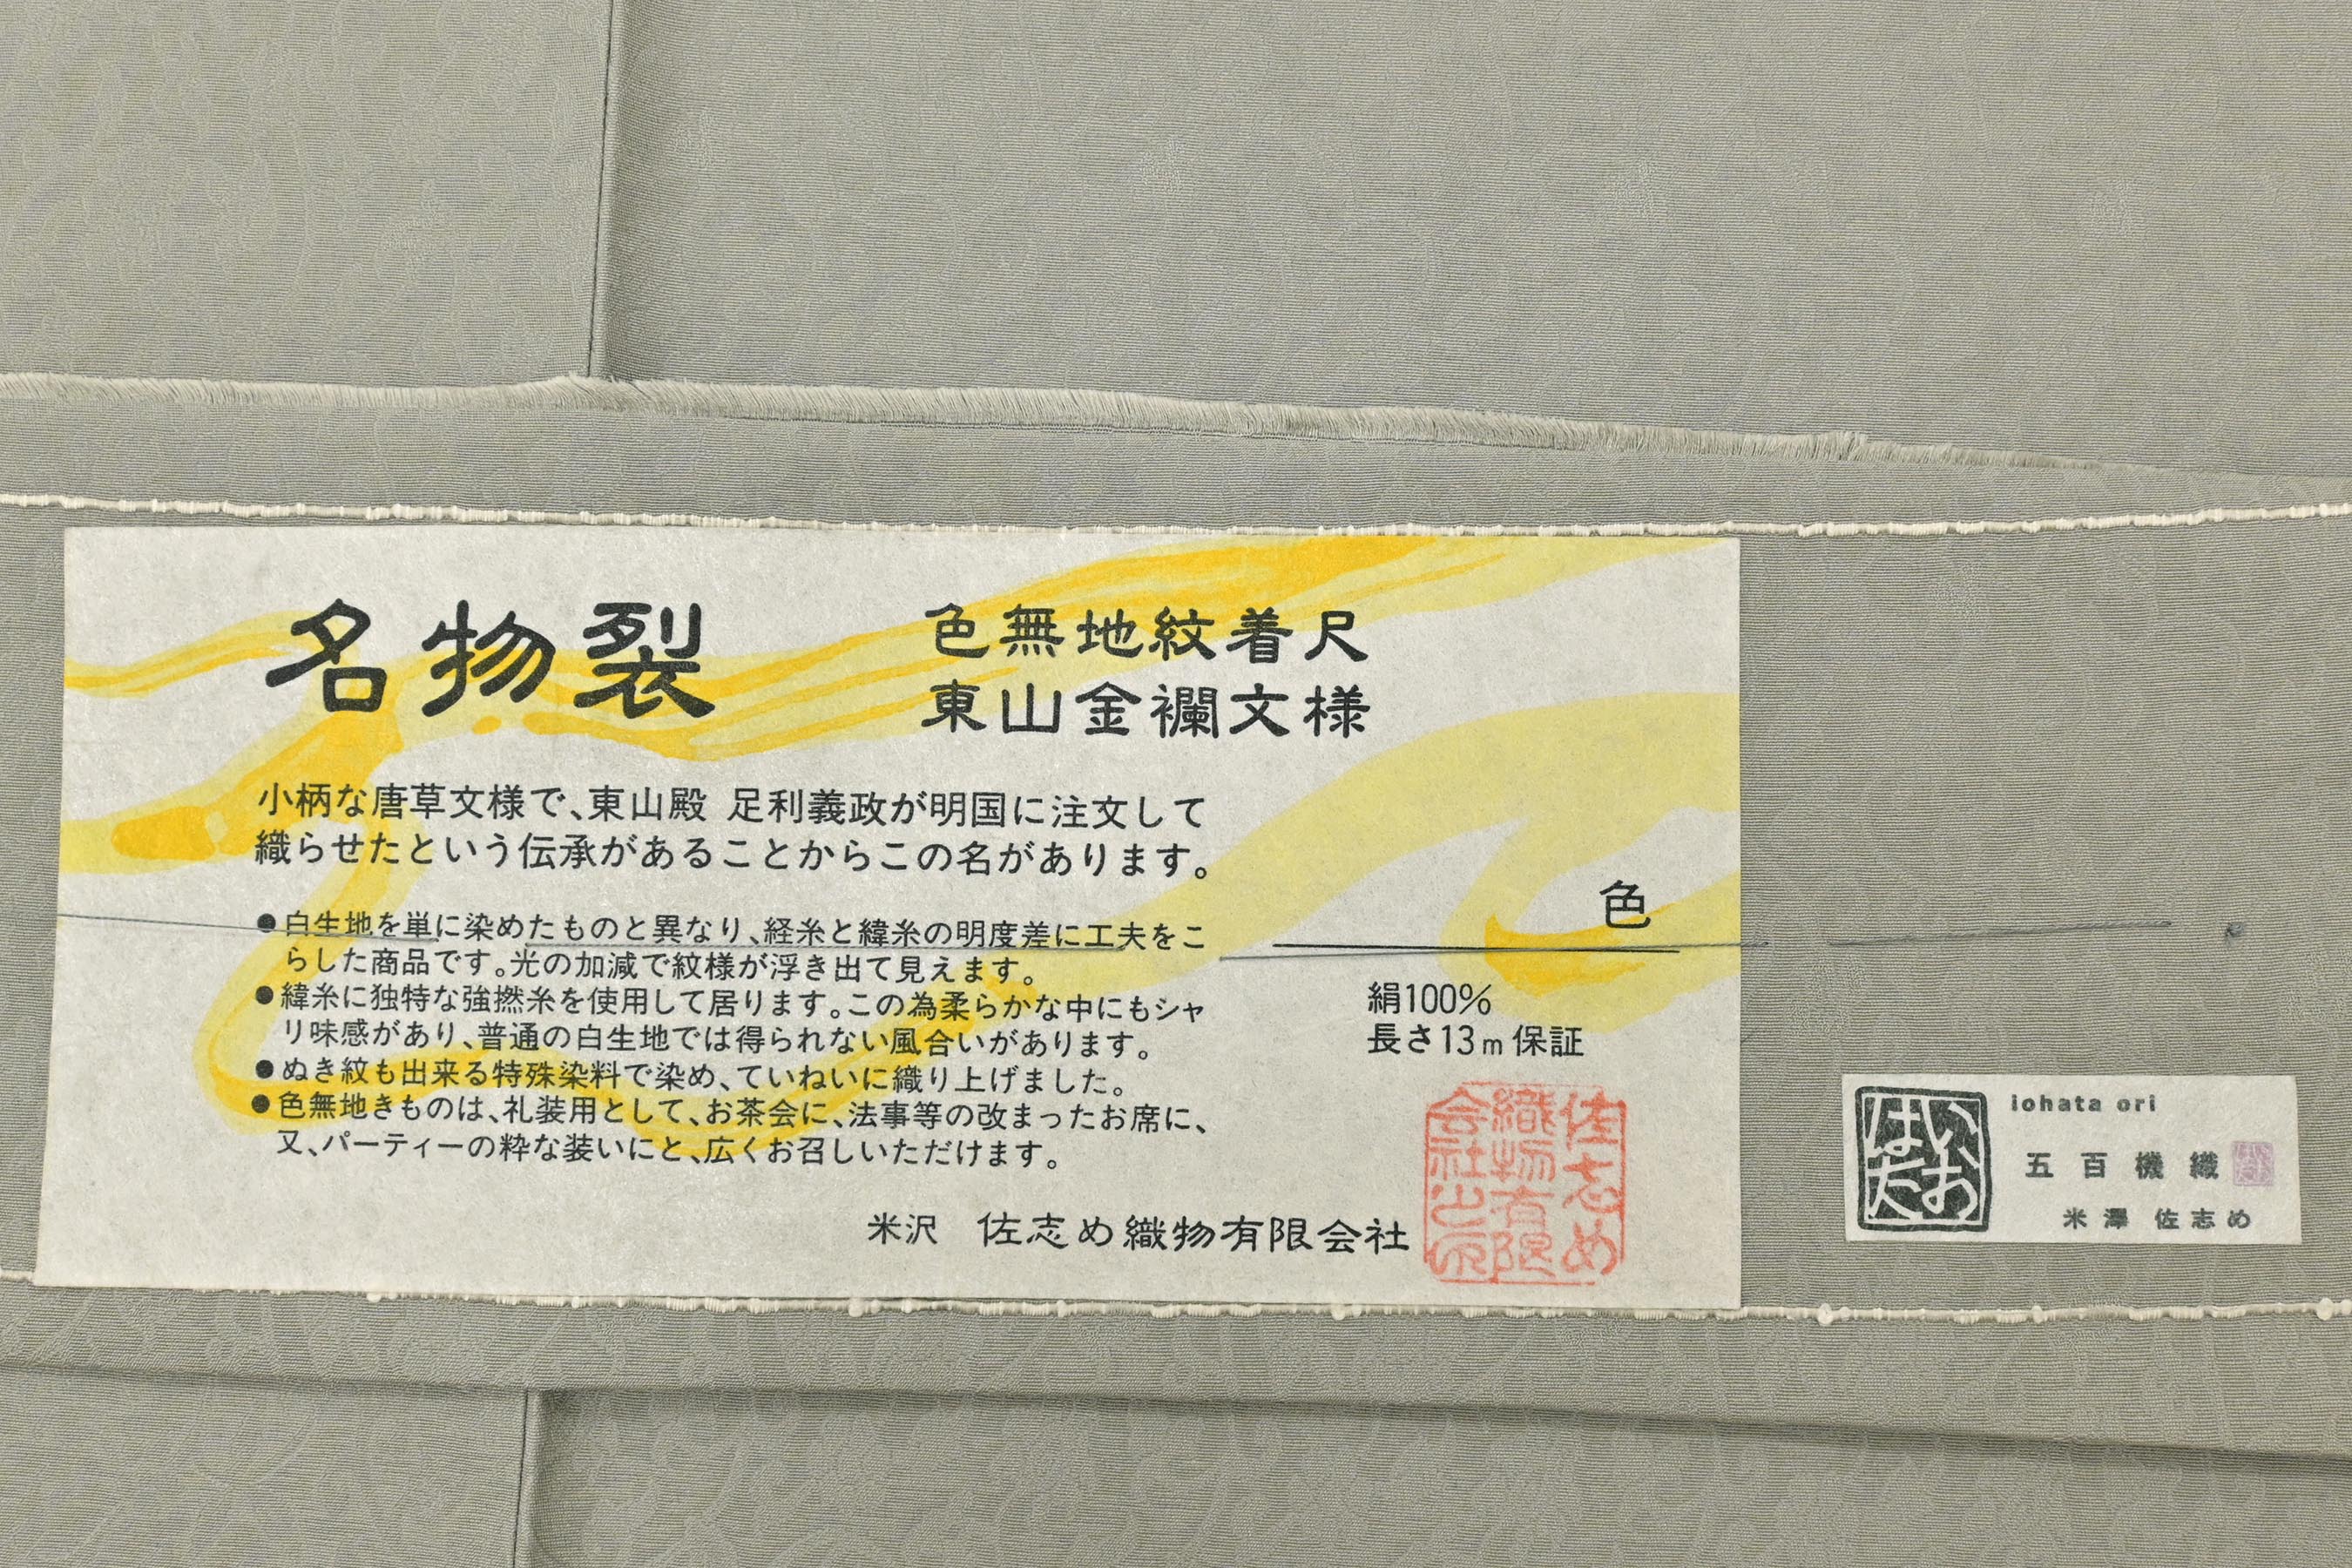 名物裂
色無地紋着尺
東山金襴文様
小柄な唐草文様で、東山殿 足利義政が明国に注文して
織らせたという伝承があることからこの名があります。
●白生地を単に染めたものと異なり、経糸と緯糸の明度差に工夫をこ
らした商品です。光の加減で紋様が浮き出て見えます。
●緯糸に独特な強撚糸を使用して居ります。この為柔らかな中にもシャ
リ味感があり、普通の白生地では得られない風合いがあります。
●ぬき紋も出来る特殊染料で染め、ていねいに織り上げました。
●色無地きものは、礼装用として、お茶会に、法事等の改まったお席に、
又、パーティーの粋な装いにと、広くお召しいただけます。
色
絹100%
長さ13m保証
米沢 佐志め織物有限会社
佐志め
織物有限
会社之印
いお
はた
iohata ori
五百機織
米澤 佐志め